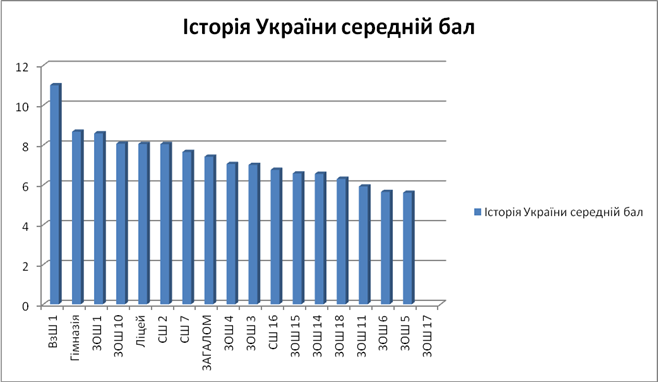 Історія України середній бал
12
10
8
6
4
2
0
ВзШ 1
Гімназія
ЗОШ 1
ЗОШ 10
Ліцей
СШ 2
СШ 7
ЗАГАЛОМ
ЗОШ 4
ЗОШ 3
СШ 16
ЗОШ 15
ЗОШ 14
ЗОШ 18
ЗОШ 11
ЗОШ 6
ЗОШ 5
ЗОШ 17
Історія України середній бал